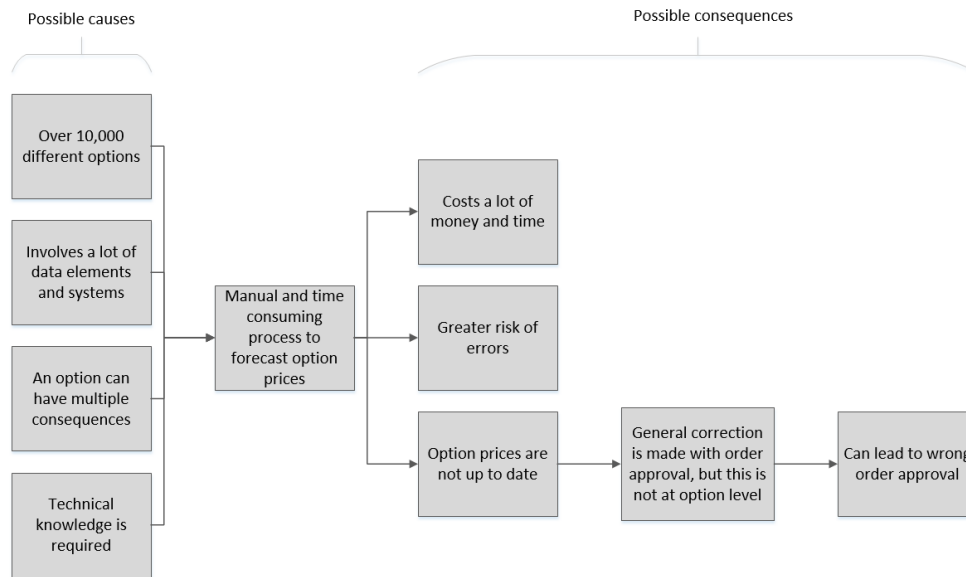 Possible causes
Possible consequences
Over 10,000
different options
Involves a lot of
data elements
and systems
An option can
have multiple
consequences
Technical
knowledge is
required
Manual and time
consuming
process to
forecast option
prices
Costs a lot of
money and time
Greater risk of
errors
Option prices are
not up to date
General correction
is made with order
approval, but this is
not at option level
Can lead to wrong
order approval